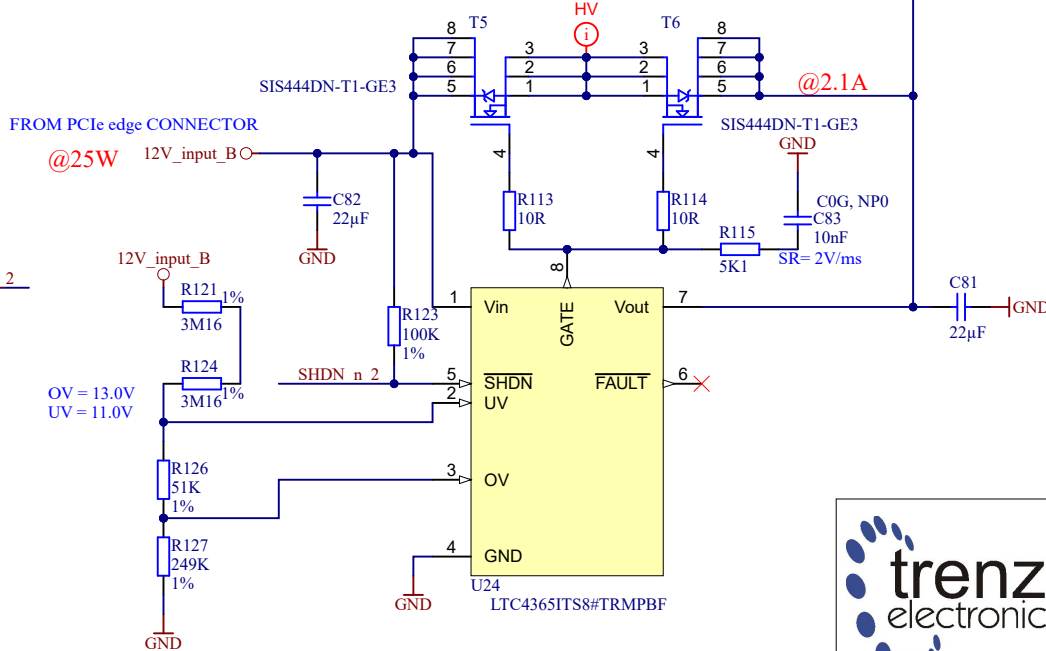 HV
i
8 T5
7
6
5
3
2
1
3
2
1
T6 8
7
6
5
SIS444DN-T1-GE3
@2.1A
SIS444DN-T1-GE3
FROM PCIe edge CONNECTOR
@25W
12V_input_B
4
4
GND
C82
22µF
GND
R113
10R
R114
10R
C0G, NP0
C83
10nF
R115
5K1
SR= 2V/ms
8
12V_input_B
2
R121 1%
3M16
R124 1%
3M16
R123
100K
1%
1 Vin
GATE
Vout 7
C81
22µF
GND
SHDN_n_2
5 SHDN
2 UV
FAULT 6
OV = 13.0V
UV = 11.0V
R126
51K
1%
3 OV
R127
249K
1%
4 GND
GND
U24
LTC4365ITS8#TRMPBF
GND
trenz
electronic